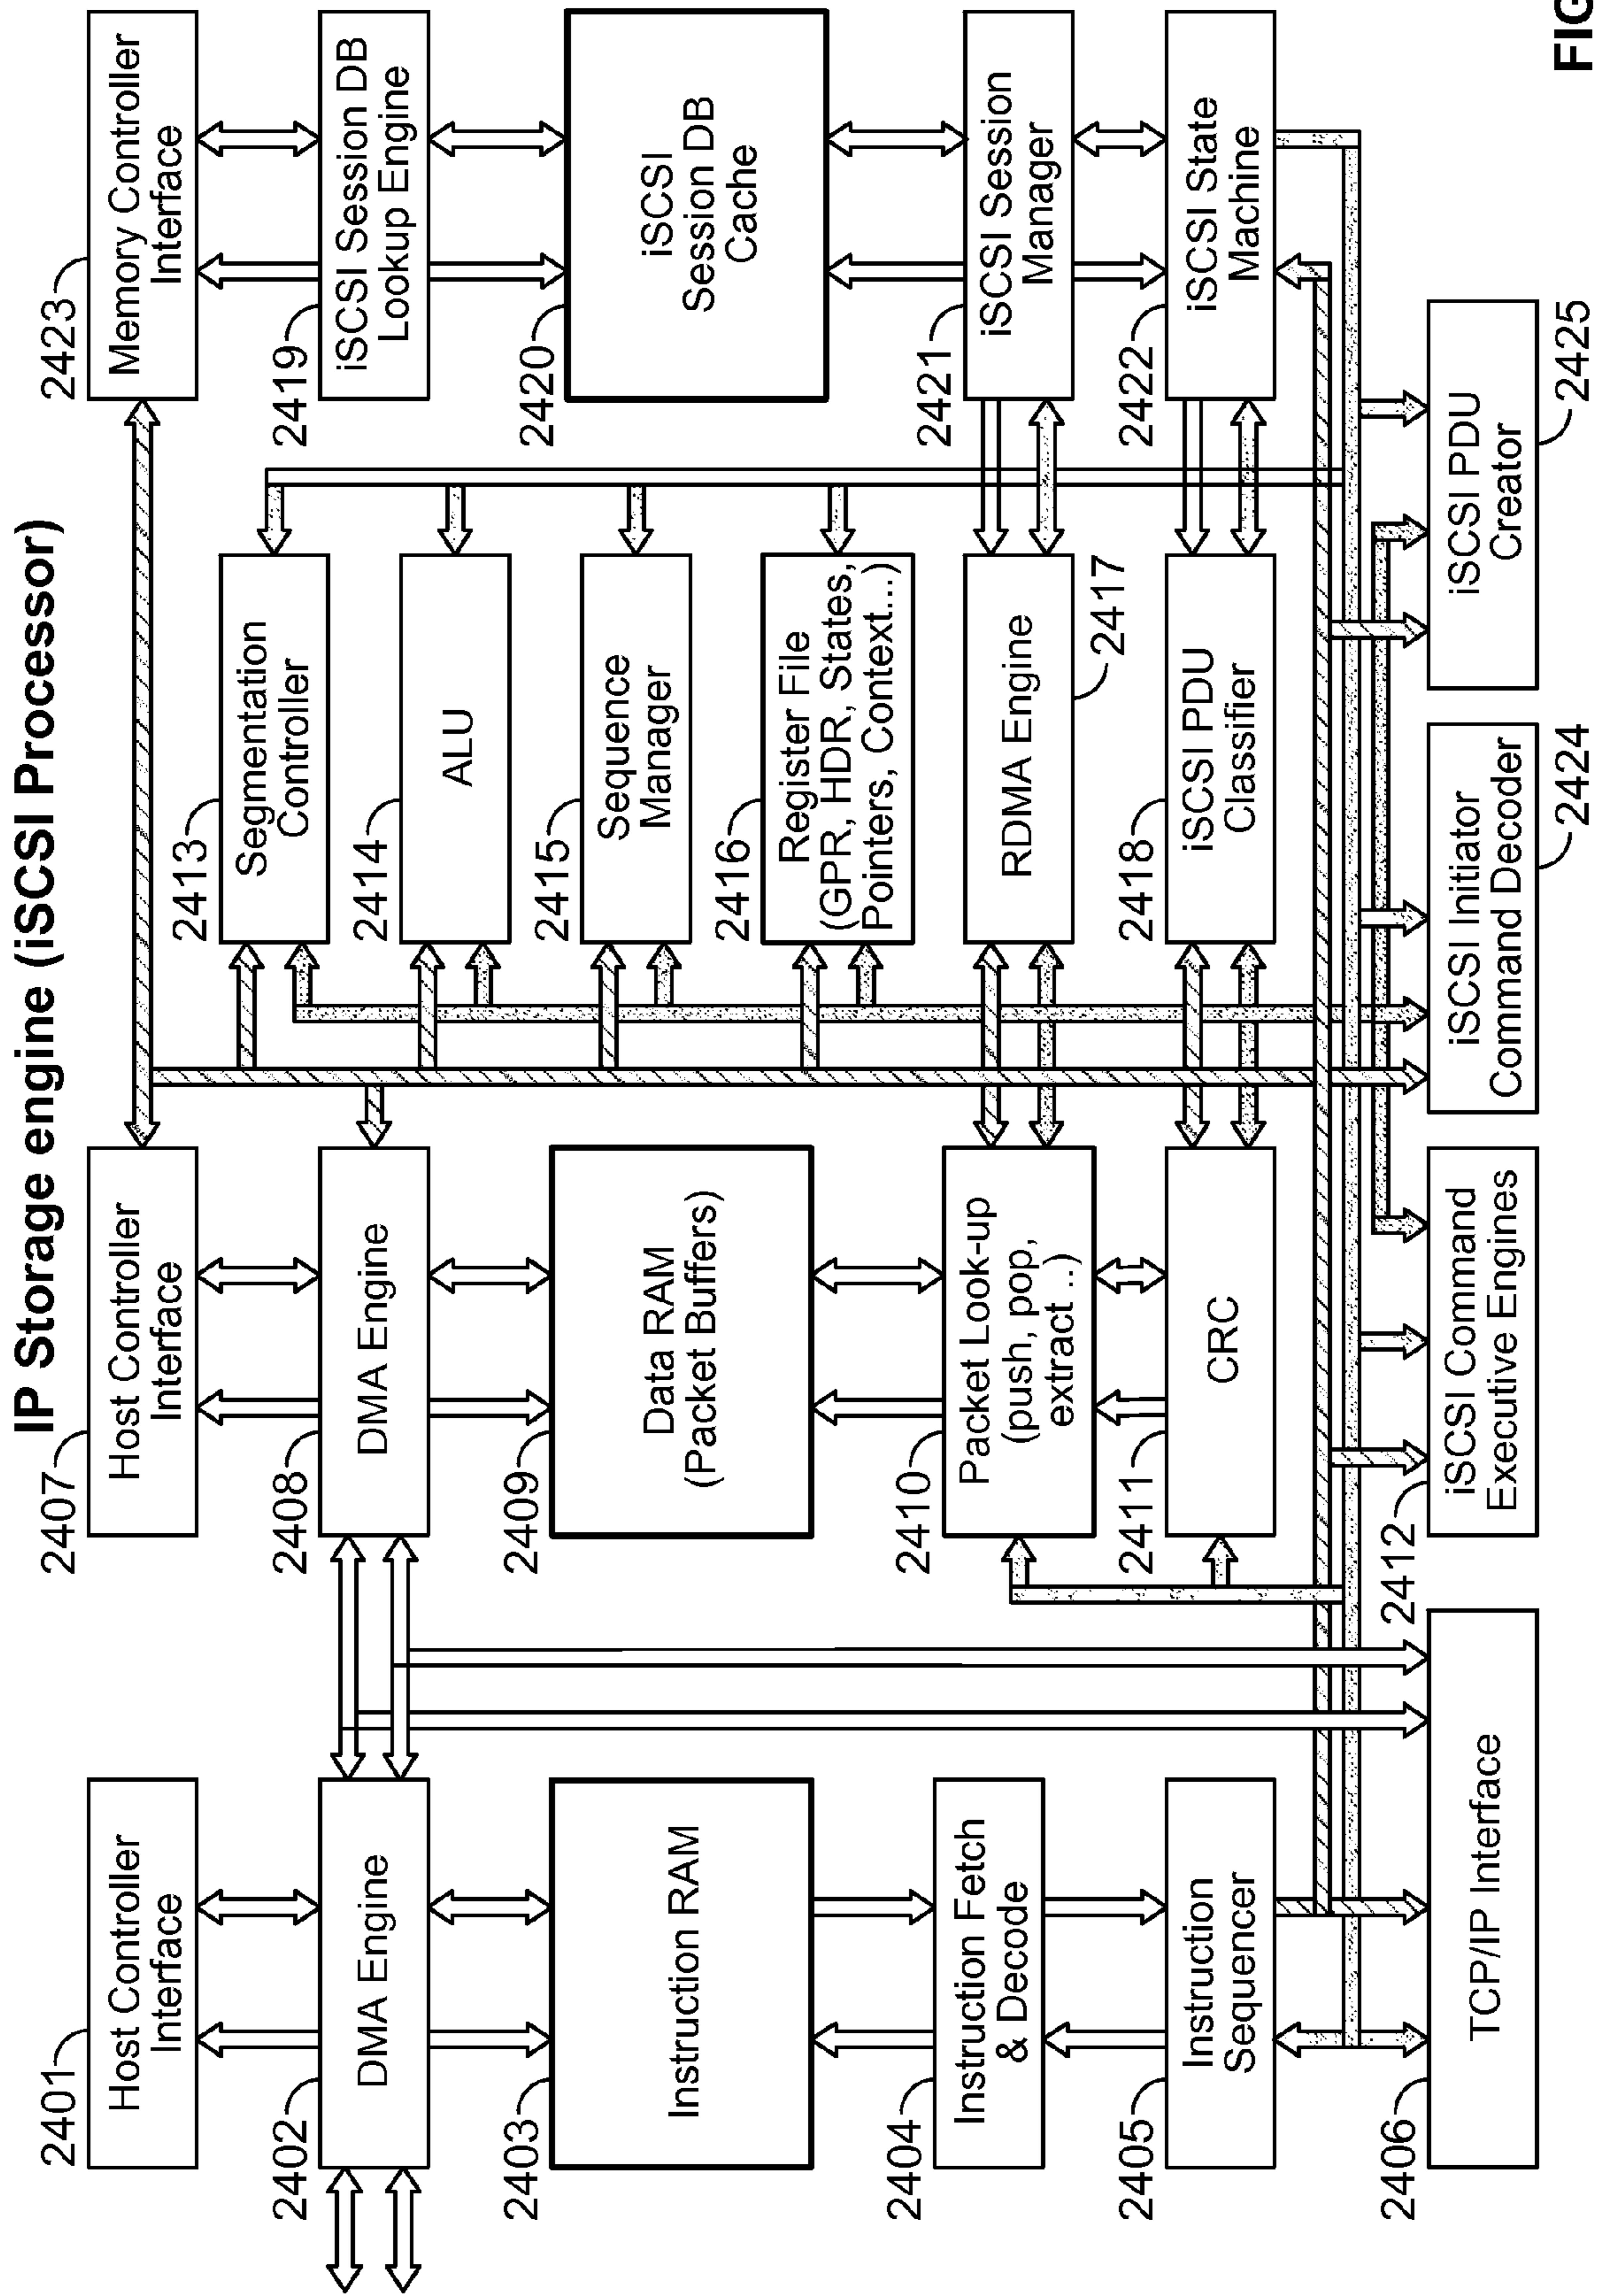 IP Storage engine (iSCSI Processor)
2401
Host Controller
Interface
2402
DMA Engine
2403
Instruction RAM
2404
Instruction Fetch
& Decode
2405
Instruction
Sequencer
2406
TCP/IP Interface
2407
Host Controller
Interface
2408
DMA Engine
2409
Data RAM
(Packet Buffers)
2410
Packet Look-up
(push, pop,
extract ..)
2411
CRC
2412
iSCSI Command
Executive Engines
2413
Segmentation
Controller
2414
ALU
2415
Sequence
Manager
2416
Register File
(GPR, HDR, States,
Pointers, Context...)
RDMA Engine
2417
2418
iSCSI PDU
Classifier
iSCSI Initiator
Command Decoder
2424
2423
Memory Controller
Interface
2419
iSCSI Session DB
Lookup Engine
2420
iSCSI
Session DB
Cache
2421
iSCSI Session
Manager
2422
iSCSI State
Machine
iSCSI PDU
Creator
2425